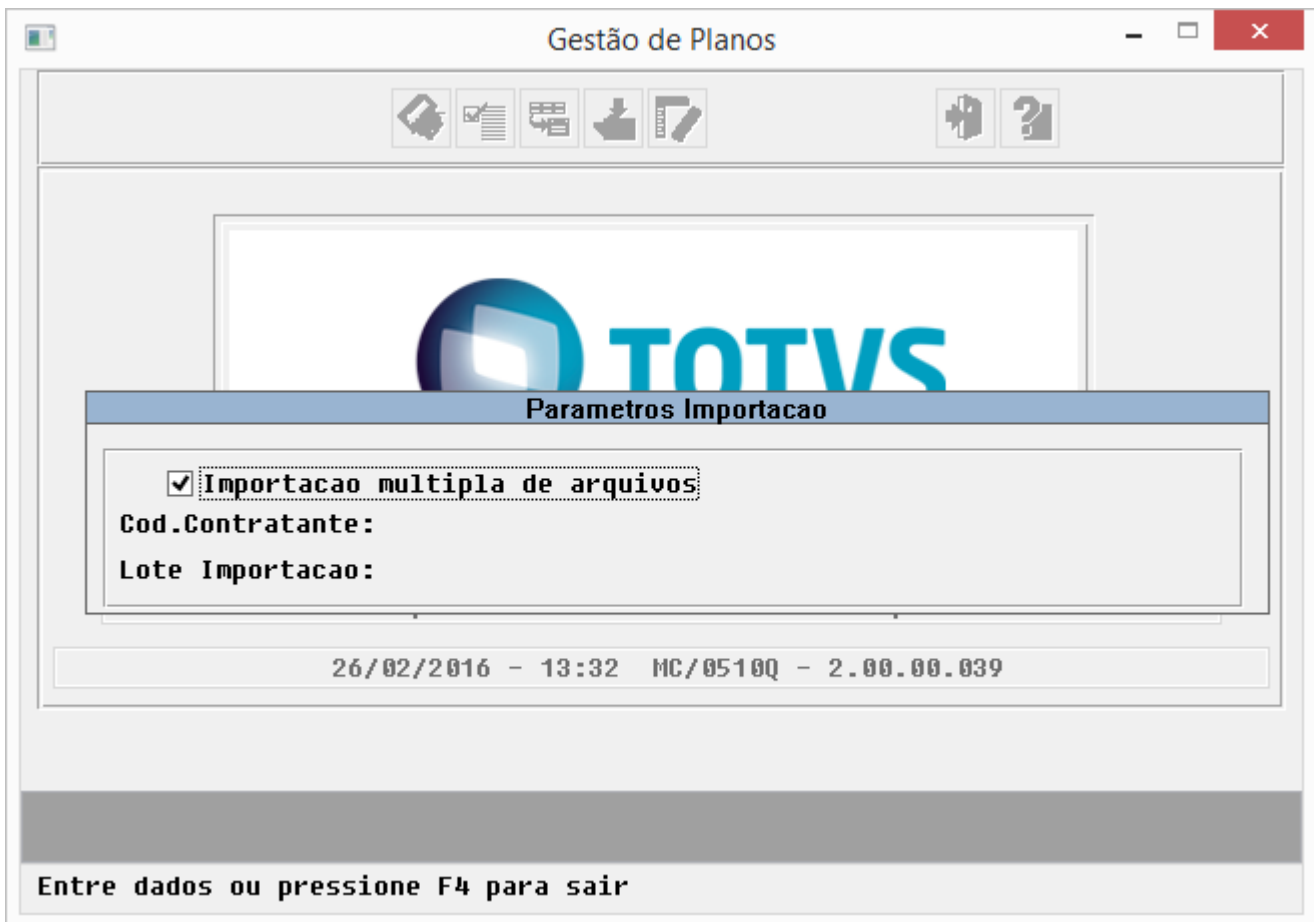 Gestão de Planos
TOTVS
Parametros Importacao
Importacao multipla de arquivos
Cod.Contratante:
Lote Importacao:
26/02/2016 - 13:32 MC/0510Q - 2.00.00.039
Entre dados ou pressione F4 para sair